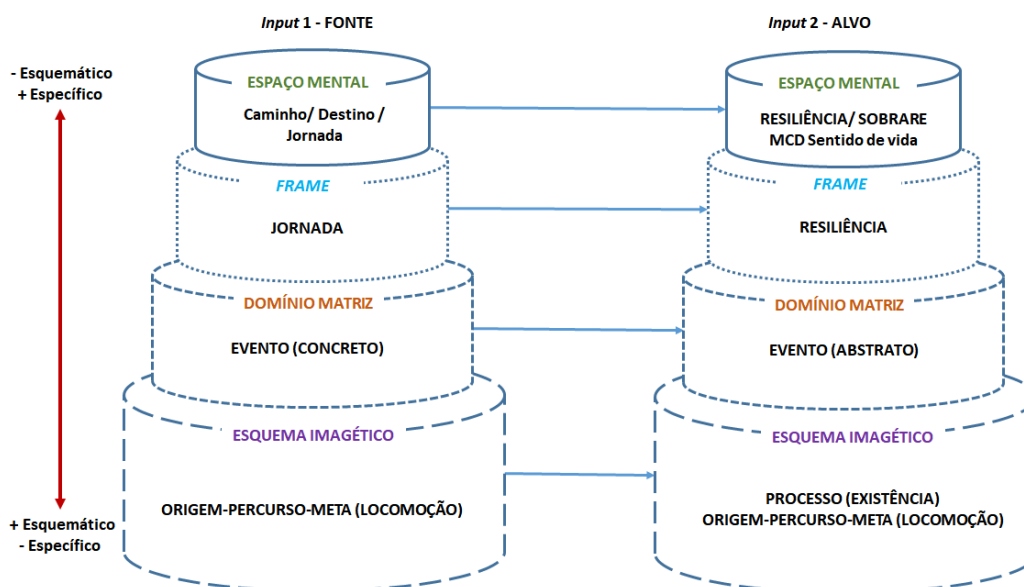 Input 1 - FONTE
Input 2 - ALVO
- Esquemático
+ Específico
ESPAÇO MENTAL
Caminho/ Destino /
Jornada
ESPAÇO MENTAL
RESILIÊNCIA/ SOBRARE
MCD Sentido de vida
FRAME
JORNADA
FRAME
RESILIÊNCIA
DOMÍNIO MATRIZ
EVENTO (CONCRETO)
DOMÍNIO MATRIZ
EVENTO (ABSTRATO)
ESQUEMA IMAGÉTICO
ORIGEM-PERCURSO-META (LOCOMOÇÃO)
ESQUEMA IMAGÉTICO
PROCESSO (EXISTÊNCIA)
ORIGEM-PERCURSO-META (LOCOMOÇÃO)
+ Esquemático
- Específico